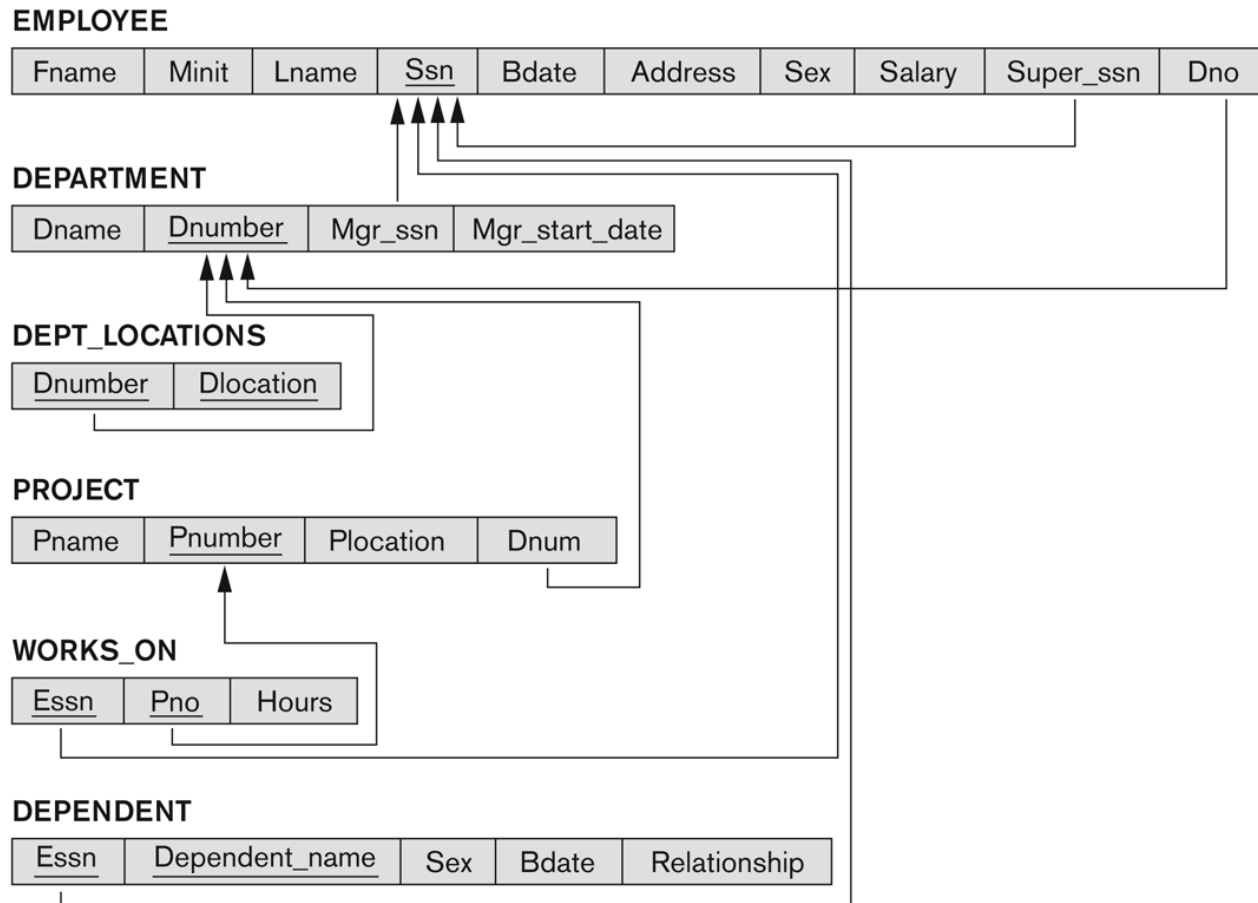 EMPLOYEE
Fname Minit Lname Ssn Bdate Address Sex Salary Super_ssn Dno
DEPARTMENT
Dname Dnumber Mgr_ssn Mgr_start_date
DEPT_LOCATIONS
Dnumber Dlocation
PROJECT
Pname Pnumber Plocation Dnum
WORKS_ON
Essn Pno Hours
DEPENDENT
Essn Dependent_name Sex Bdate Relationship